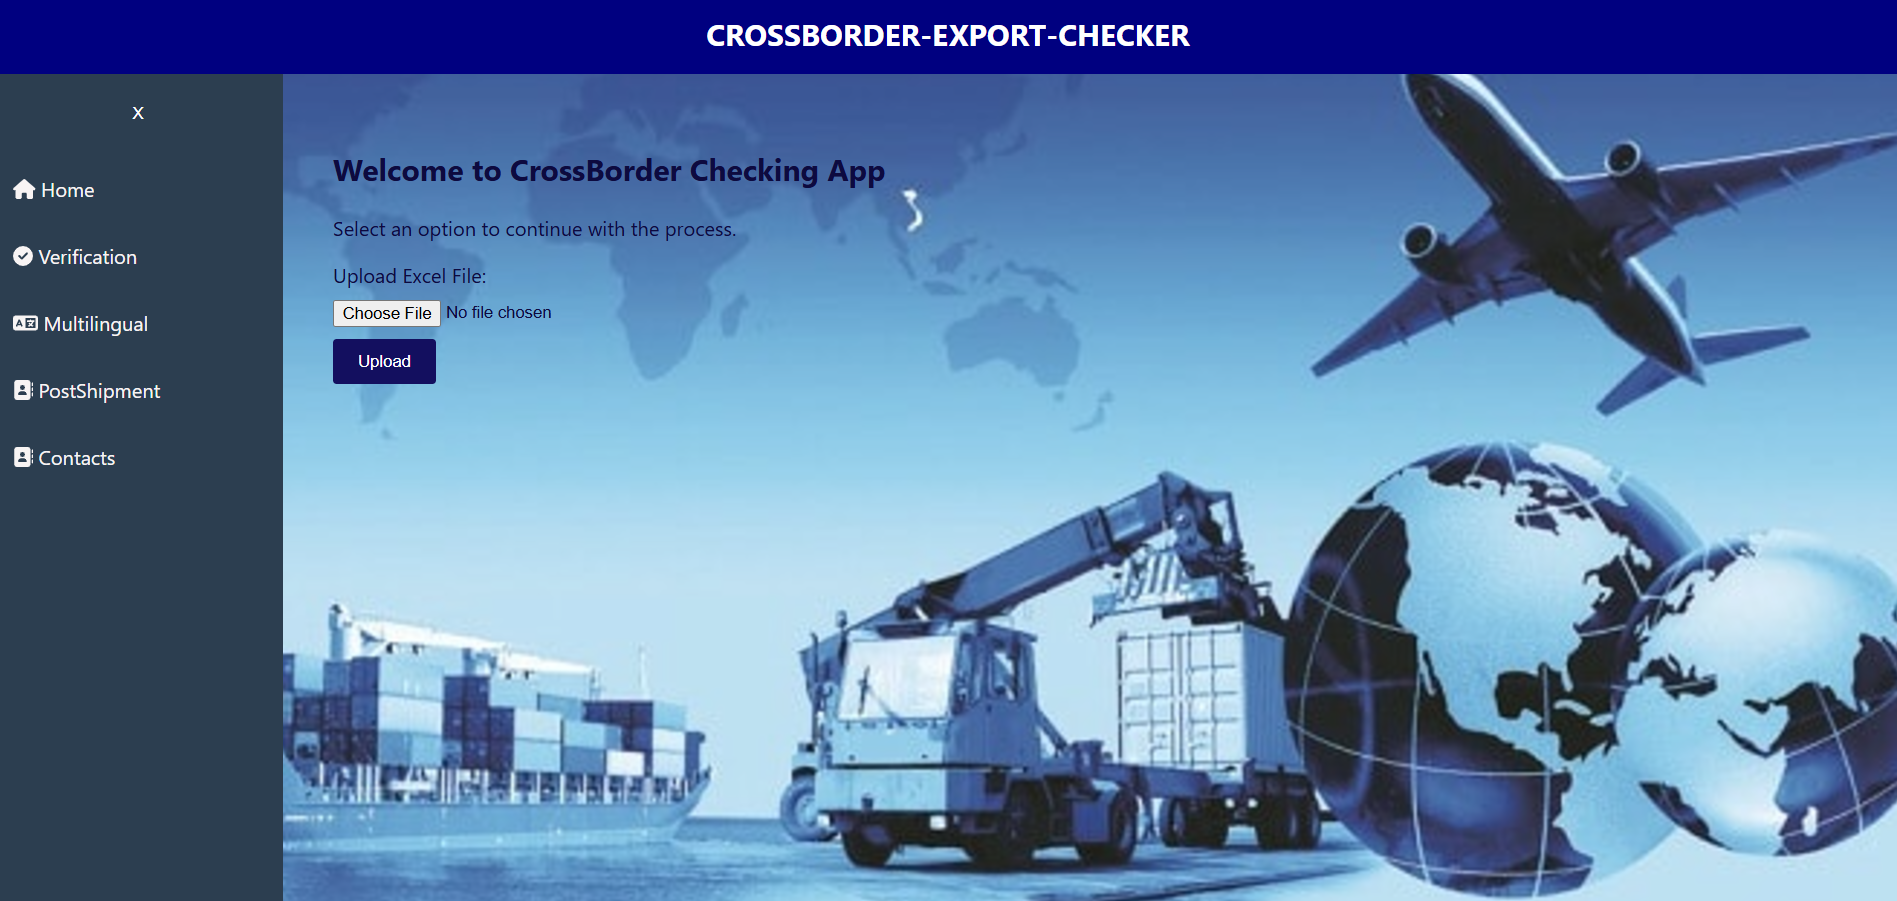 CROSSBORDER-EXPORT-CHECKER
X
Home
Verification
Multilingual
PostShipment
Contacts
Welcome to CrossBorder Checking App
Select an option to continue with the process.
Upload Excel File:
Choose File No file chosen
Upload